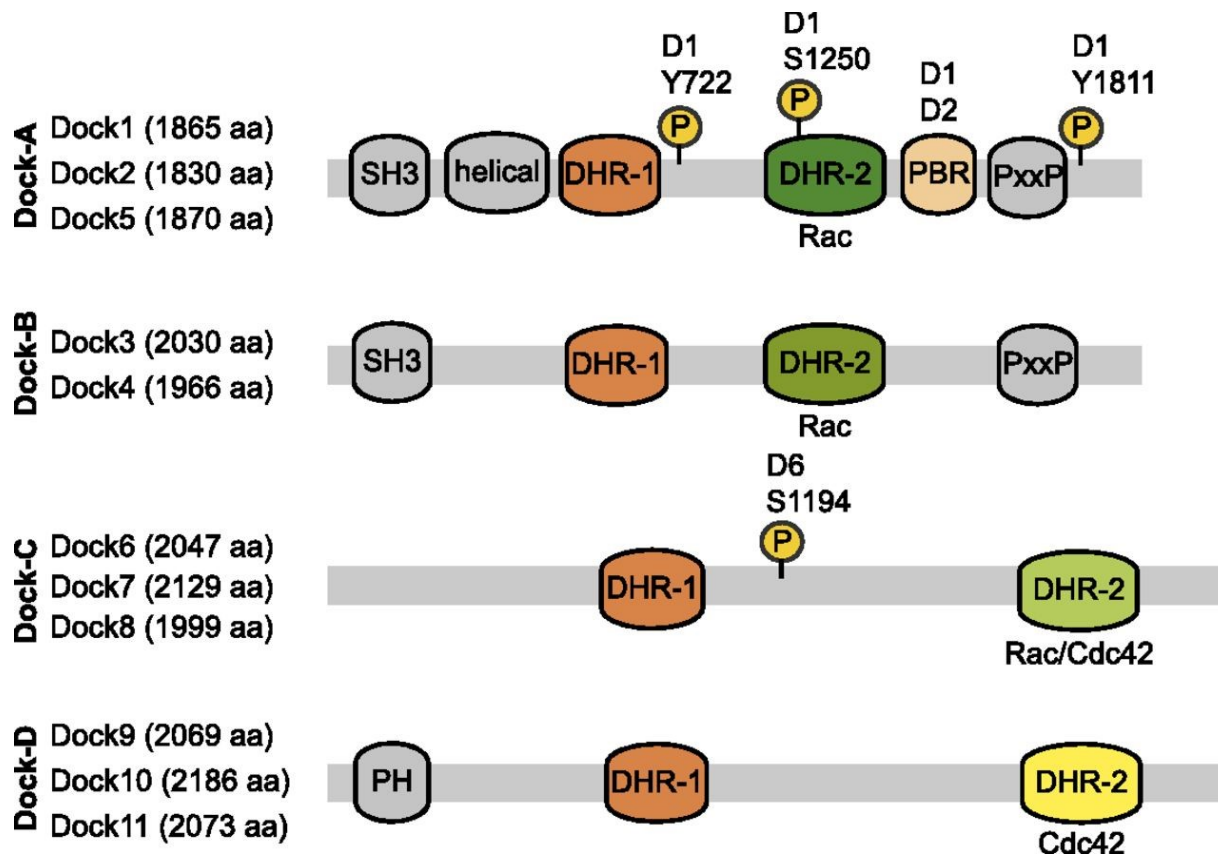 D1
Y722
D1
S1250
D1
D2
D1
Y1811
P
P
P
Dock-A
Dock1 (1865 aa)
Dock2 (1830 aa)
Dock5 (1870 aa)
SH3
helical
DHR-1
DHR-2
PBR
PxxP
Rac
Dock-B
Dock3 (2030 aa)
Dock4 (1966 aa)
SH3
DHR-1
DHR-2
PxxP
Rac
D6
S1194
P
Dock-C
Dock6 (2047 aa)
Dock7 (2129 aa)
Dock8 (1999 aa)
DHR-1
DHR-2
Rac/Cdc42
Dock-D
Dock9 (2069 aa)
Dock10 (2186 aa)
Dock11 (2073 aa)
PH
DHR-1
DHR-2
Cdc42